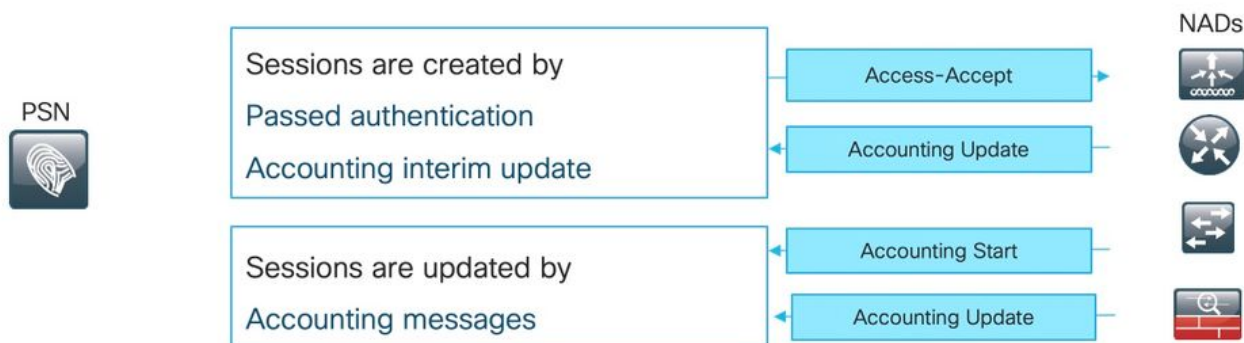 NADs
Sessions are created by
Access-Accept
PSN
Passed authentication
Accounting interim update
Accounting Update
Sessions are updated by
Accounting Start
Accounting messages
Accounting Update